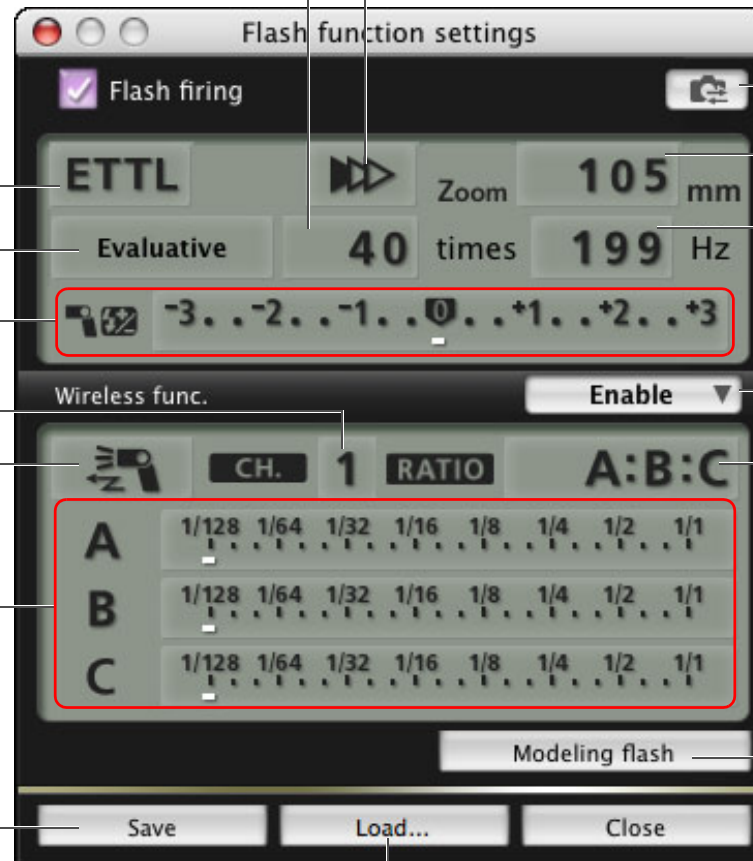 Flash function settings
Flash firing
ETTL Zoom 105 mm
Evaluative 40 times 199 Hz
-3..-2..-1..0..+1..+2..+3
Wireless func. Enable
CH. 1 RATIO A:B:C
A 1/128 1/64 1/32 1/16 1/8 1/4 1/2 1/1
B 1/128 1/64 1/32 1/16 1/8 1/4 1/2 1/1
C 1/128 1/64 1/32 1/16 1/8 1/4 1/2 1/1
Modeling flash
Save Load... Close